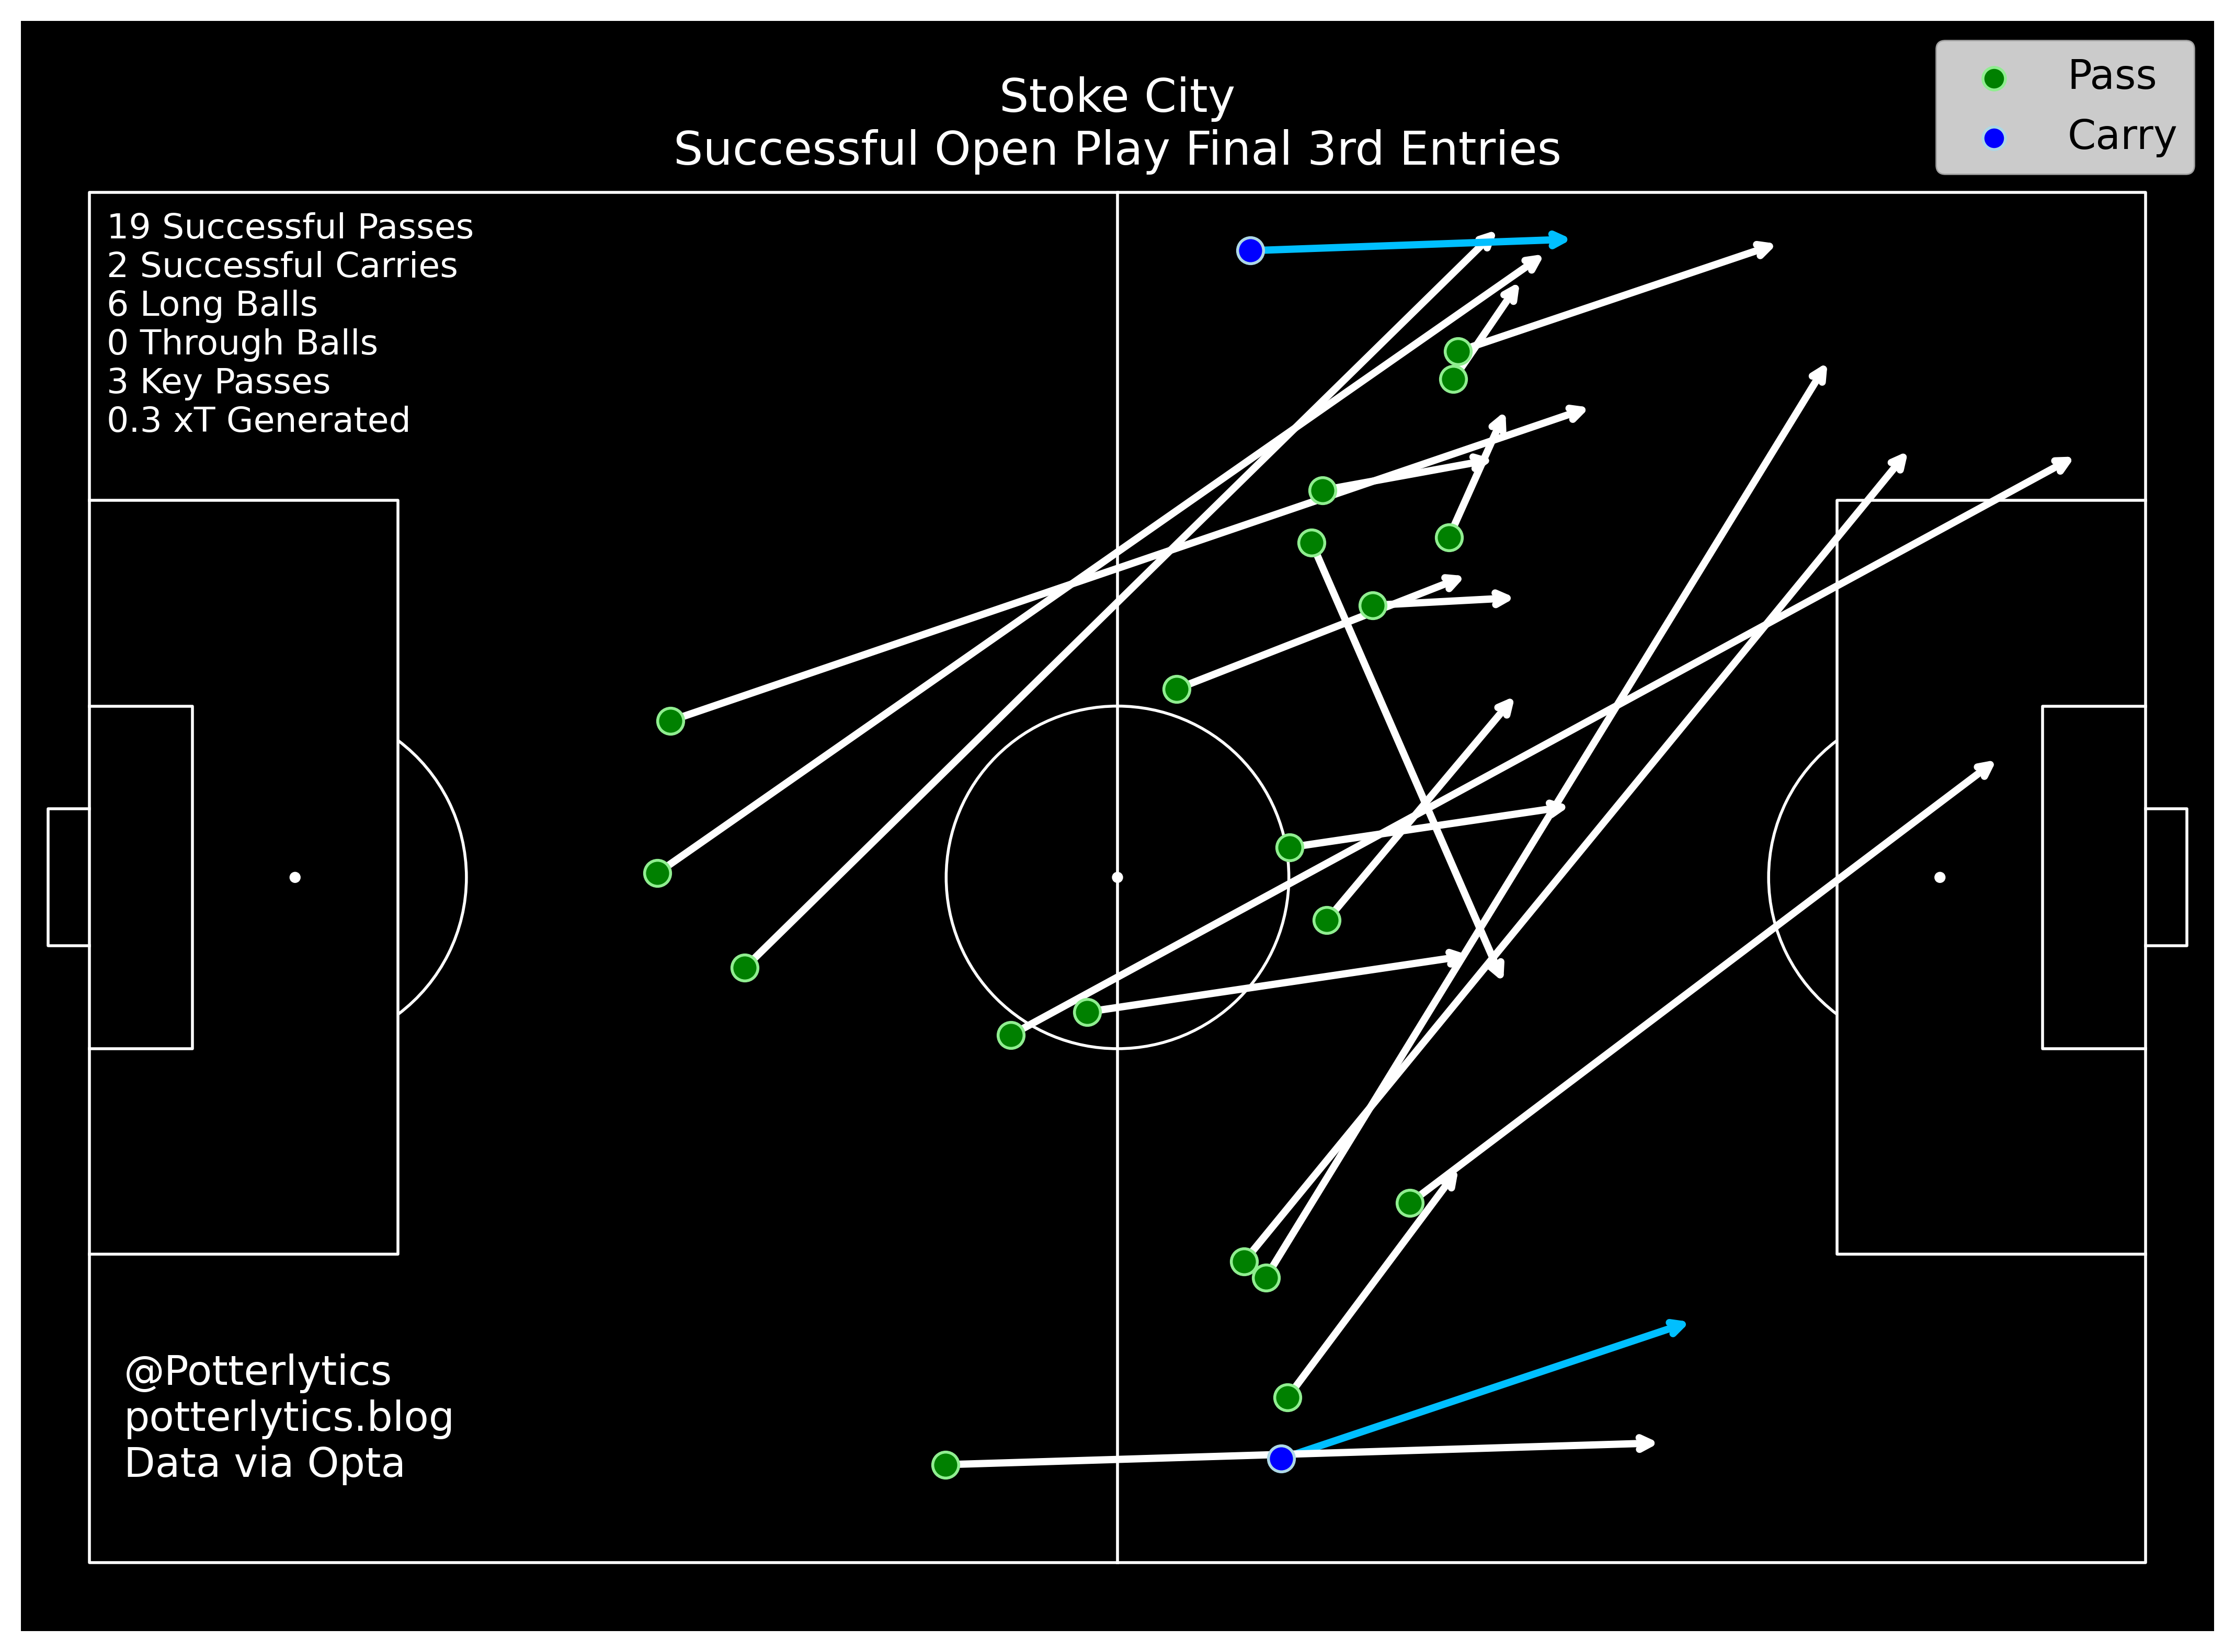 Stoke City
Successful Open Play Final 3rd Entries
Pass
Carry
19 Successful Passes
2 Successful Carries
6 Long Balls
0 Through Balls
3 Key Passes
0.3 xT Generated
@Potterlytics
potterlytics.blog
Data via Opta